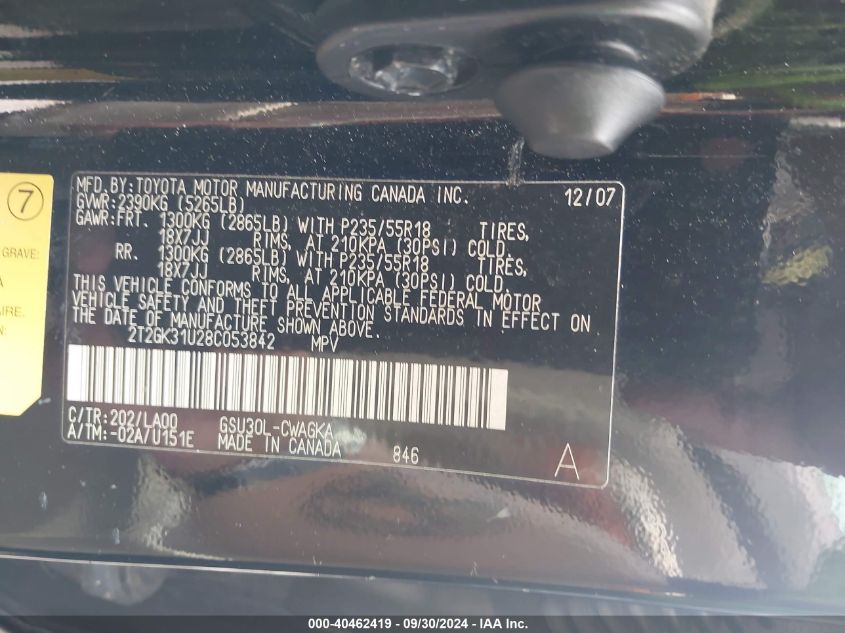 7
GRAVE:
AIRE.
MFD.BY:TOYOTA MOTOR MANUFACTURING CANADA INC. 12/07
GVWR:2390KG (5265LB)
GAWR:FRT. 1300KG (2865LB) WITH P235/55R18 TIRES,
18X7JJ RIMS, AT 210KPA (30PSI) COLD.
RR. 1300KG (2865LB) WITH P235/55R18 TIRES,
18X7JJ RIMS, AT 210KPA (30PSI) COLD.
THIS VEHICLE CONFORMS TO ALL APPLICABLE FEDERAL MOTOR
VEHICLE SAFETY AND THEFT PREVENTION STANDARDS IN EFFECT ON
THE DATE OF MANUFACTURE SHOWN ABOVE.
2T2GK31U28C053842 MPV
C/TR:202/LA00 GSU30L-CWAGKA
A/TM:-02A/U151E MADE IN CANADA 846
A
000-40462419 - 09/30/2024 - IAA Inc.